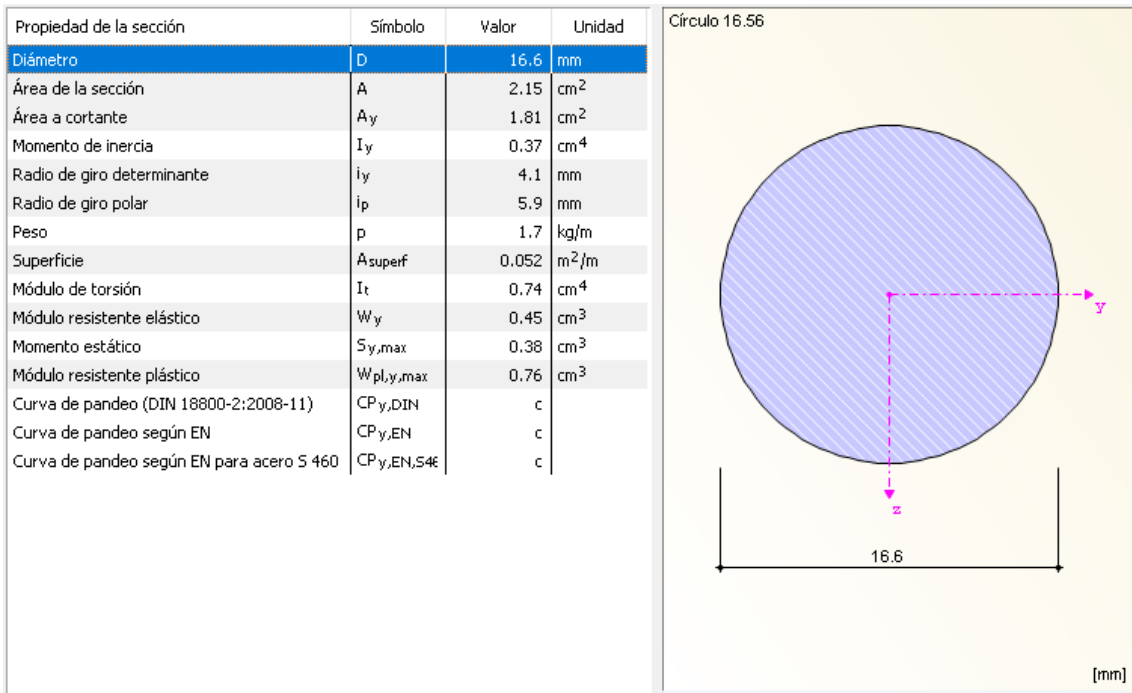 Propiedad de la sección Símbolo Valor Unidad
Diámetro D 16.6 mm
Área de la sección A 2.15 cm²
Área a cortante Ay 1.81 cm²
Momento de inercia Iy 0.37 cm⁴
Radio de giro determinante iy 4.1 mm
Radio de giro polar ip 5.9 mm
Peso p 1.7 kg/m
Superficie Asuperf 0.052 m²/m
Módulo de torsión It 0.74 cm⁴
Módulo resistente elástico Wy 0.45 cm³
Momento estático Sy,max 0.38 cm³
Módulo resistente plástico Wpl,y,max 0.76 cm³
Curva de pandeo (DIN 18800-2:2008-11) CPy,DIN c
Curva de pandeo según EN CPy,EN c
Curva de pandeo según EN para acero S 460 CPy,EN,S46 c
Círculo 16.56
y
z
16.6
[mm]